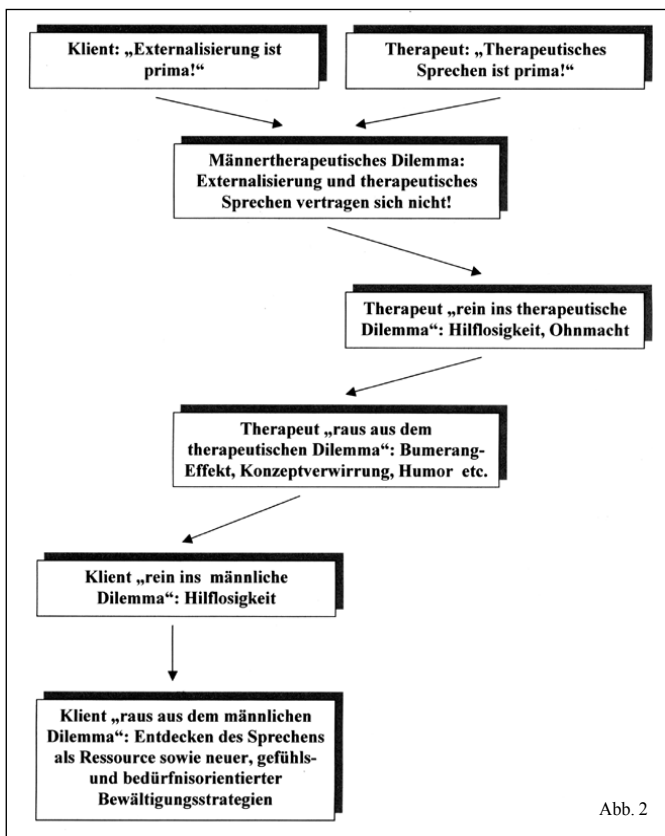 Klient: „Externalisierung ist
prima!“
Therapeut: „Therapeutisches
Sprechen ist prima!“
Männertherapeutisches Dilemma:
Externalisierung und therapeutisches
Sprechen vertragen sich nicht!
Therapeut „rein ins therapeutische
Dilemma“: Hilflosigkeit, Ohnmacht
Therapeut „raus aus dem
therapeutischen Dilemma“: Bumerang-
Effekt, Konzeptverwirrung, Humor etc.
Klient „rein ins männliche
Dilemma“: Hilflosigkeit
Klient „raus aus dem männlichen
Dilemma“: Entdecken des Sprechens
als Ressource sowie neuer, gefühls-
und bedürfnisorientierter
Bewältigungsstrategien
Abb. 2